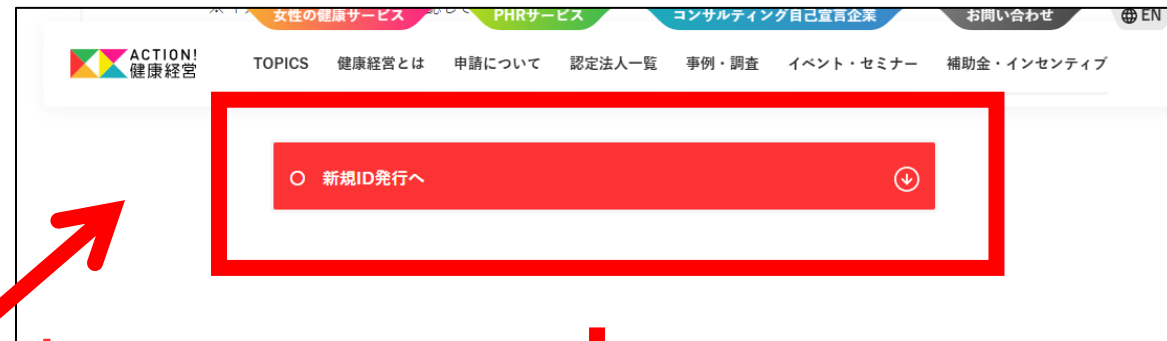 女性の健康サービス
PHRサービス
コンサルティング自己宣言企業
お問い合わせ
EN
ACTION!
健康経営
TOPICS 健康経営とは 申請について 認定法人一覧 事例・調査 イベント・セミナー 補助金・インセンティブ
新規ID発行へ